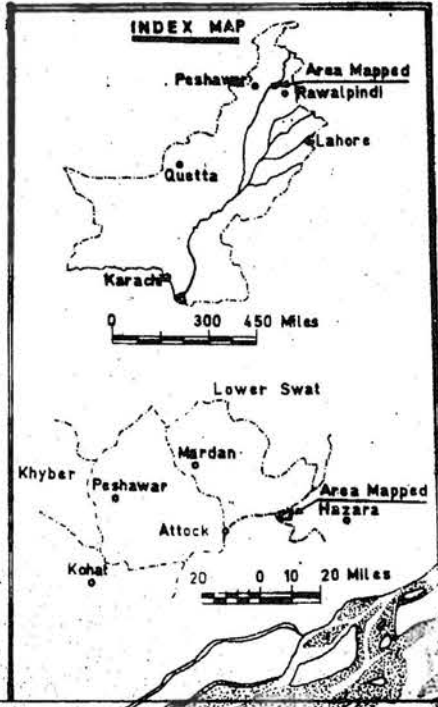 INDEX MAP
Peshawar
Area Mapped
Rawalpindi
Lahore
Quetta
Karachi
0 300 450 Miles
Lower Swat
Mardan
Khyber
Peshawar
Area Mapped
Hazara
Attock
Kohat
20 0 10 20 Miles